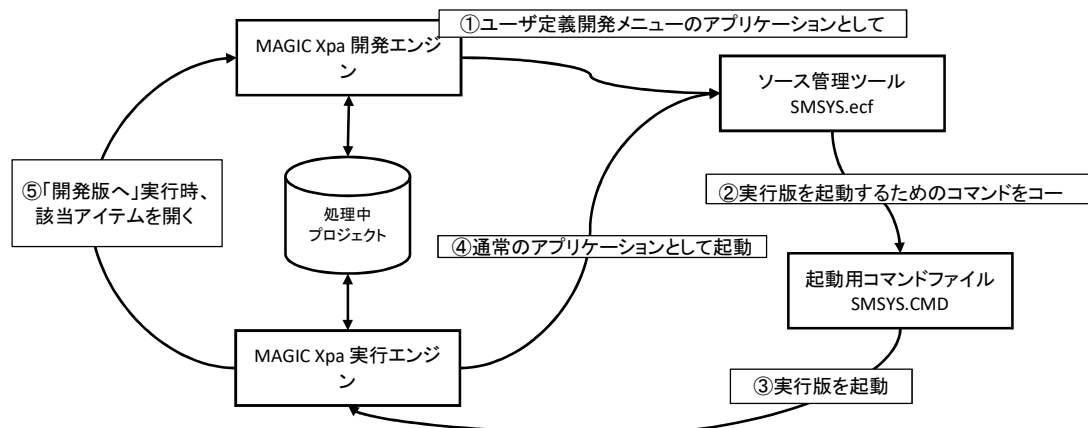 ①ユーザ定義開発メニューのアプリケーションとして
MAGIC Xpa 開発エンジ
ン
ソース管理ツール
SMSYS.ecf
⑤「開発版へ」実行時、
該当アイテムを開く
②実行版を起動するためのコマンドをコー
処理中
プロジェクト
④通常のアプリケーションとして起動
起動用コマンドファイル
SMSYS.CMD
MAGIC Xpa 実行エンジ
ン
③実行版を起動